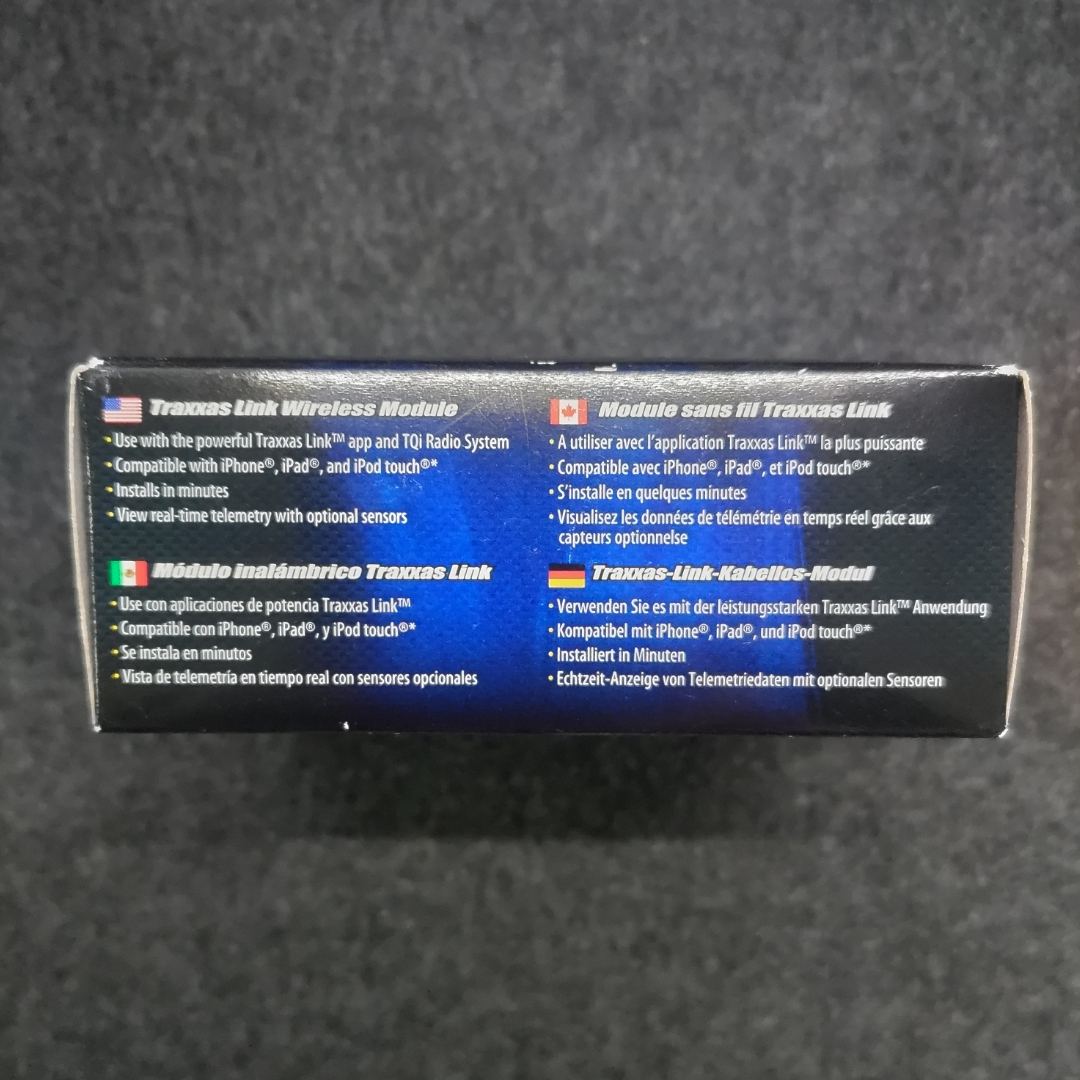 Traxxas Link Wireless Module
• Use with the powerful Traxxas Link™ app and TQi Radio System
• Compatible with iPhone®, iPad®, and iPod touch®*
• Installs in minutes
• View real-time telemetry with optional sensors
Module sans fil Traxxas Link
• A utiliser avec l'application Traxxas Link™ la plus puissante
• Compatible avec iPhone®, iPad®, et iPod touch®*
• S'installe en quelques minutes
• Visualisez les données de télémétrie en temps réel grâce aux
capteurs optionnelse
Módulo inalámbrico Traxxas Link
• Use con aplicaciones de potencia Traxxas Link™
• Compatible con iPhone®, iPad®, y iPod touch®*
• Se instala en minutos
• Vista de telemetría en tiempo real con sensores opcionales
Traxxas-Link-Kabellos-Modul
• Verwenden Sie es mit der leistungsstarken Traxxas Link™ Anwendung
• Kompatibel mit iPhone®, iPad®, und iPod touch®*
• Installiert in Minuten
• Echtzeit-Anzeige von Telemetriedaten mit optionalen Sensoren